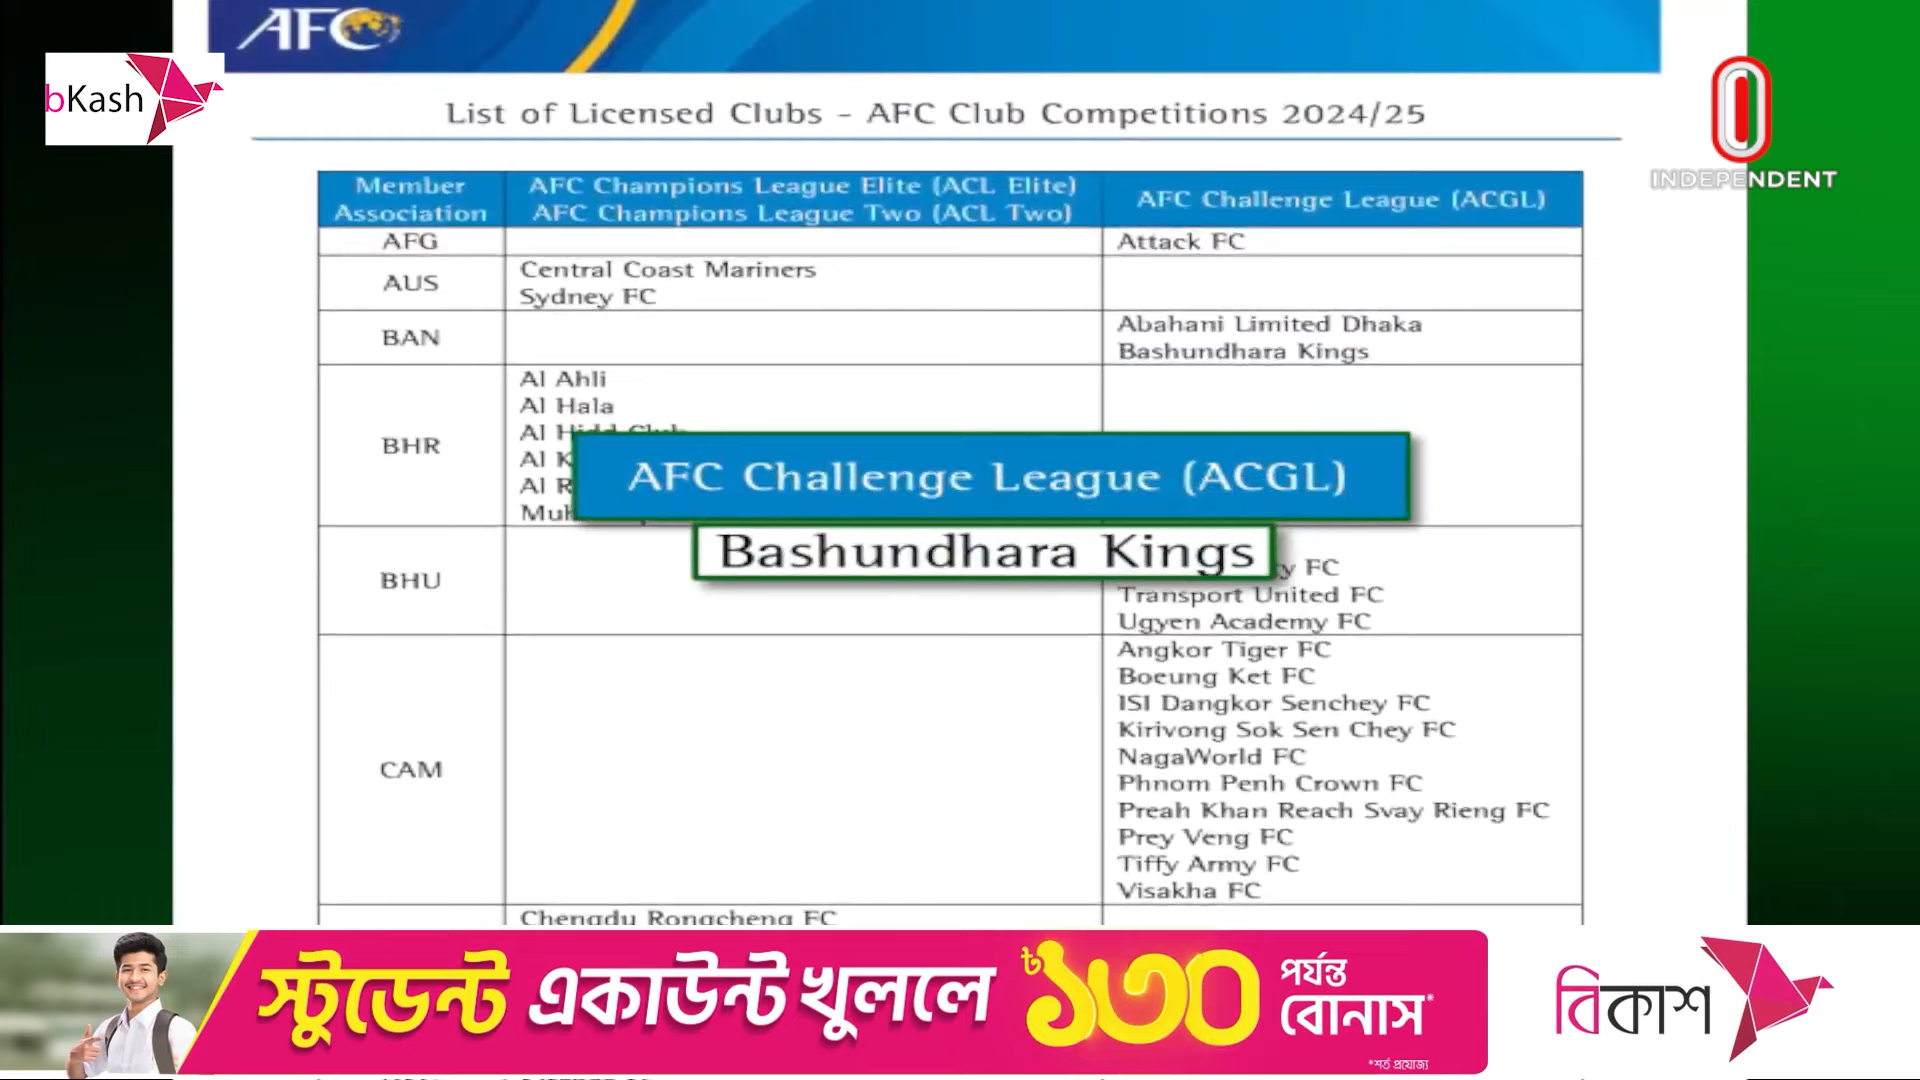 AFC
bKash
INDEPENDENT
List of Licensed Clubs - AFC Club Competitions 2024/25
Member Association
AFC Champions League Elite (ACL Elite)
AFC Champions League Two (ACL Two)
AFC Challenge League (ACGL)
AFG
Attack FC
AUS
Central Coast Mariners
Sydney FC
BAN
Abahani Limited Dhaka
Bashundhara Kings
BHR
Al Ahli
Al Hala
Al
Al
Al
AFC Challenge League (ACGL)
Bashundhara Kings
BHU
FC
Transport United FC
Ugyen Academy FC
CAM
Angkor Tiger FC
Boeung Ket FC
ISI Dangkor Senchey FC
Kirivong Sok Sen Chey FC
NagaWorld FC
Phnom Penh Crown FC
Preah Khan Reach Svay Rieng FC
Prey Veng FC
Tiffy Army FC
Visakha FC
Chengdu Rongcheng FC
স্টুডেন্ট একাউন্ট খুললে ৳১৩০ পর্যন্ত বোনাস*
*শর্ত প্রযোজ্য
বিকাশ